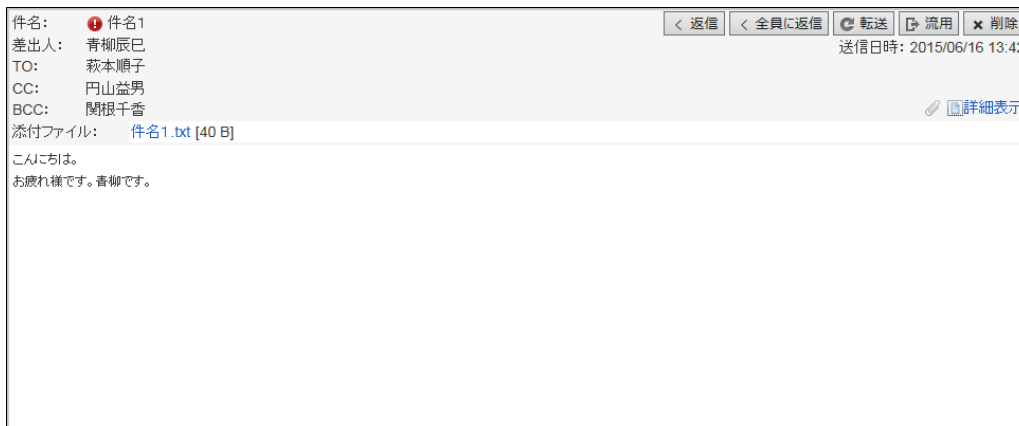 件名: 件名1
< 返信 < 全員に返信 転送 流用 × 削除
差出人: 青柳辰巳
送信日時: 2015/06/16 13:42
TO: 萩本順子
CC: 円山益男
BCC: 関根千香
詳細表示
添付ファイル: 件名1.txt [40 B]
こんにちは。
お疲れ様です。青柳です。